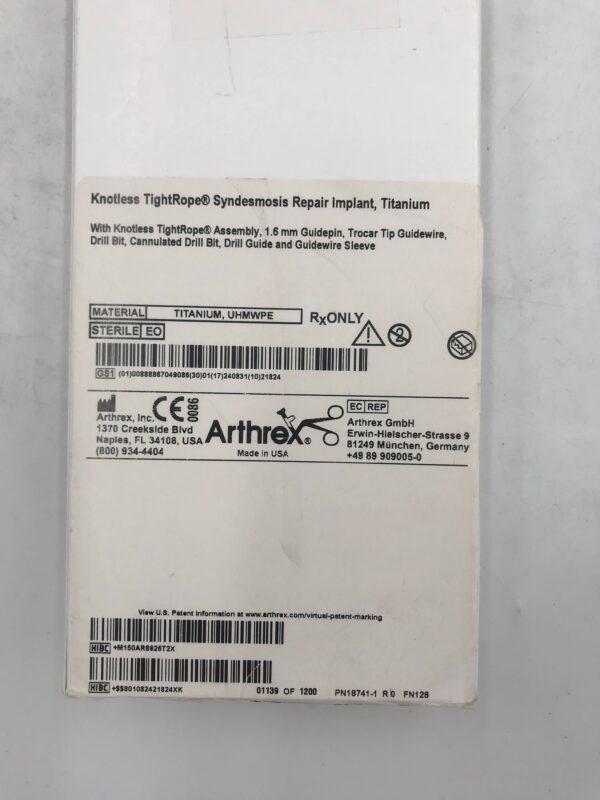 Knotless TightRope® Syndesmosis Repair Implant, Titanium
With Knotless TightRope® Assembly, 1.6 mm Guidepin, Trocar Tip Guidewire,
Drill Bit, Cannulated Drill Bit, Drill Guide and Guidewire Sleeve
MATERIAL TITANIUM, UHMWPE RxONLY
STERILE EO
2
GS1 (01)00888867049086(30)01(17)240831(10)21824
CE 0086
Arthrex, Inc.
1370 Creekside Blvd
Naples, FL 34108, USA
(800) 934-4404
Arthrex®
Made in USA
EC REP
Arthrex GmbH
Erwin-Hielscher-Strasse 9
81249 München, Germany
+49 89 909005-0
View U.S. Patent Information at www.arthrex.com/virtual-patent-marking
HIBC +M150AR8926T2X
HIBC +$$801082421824XK 01139 OF 1200 PN18741-1 R 0 FN128